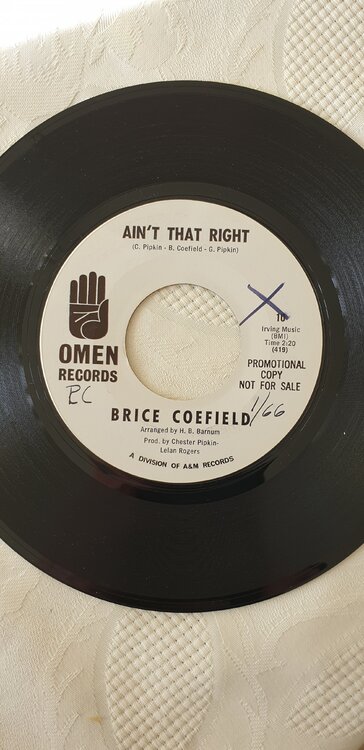 AIN'T THAT RIGHT
(C. Pipkin - B. Coefield - G. Pipkin)
OMEN
RECORDS
10
Irving Music
(BMI)
Time 2:20
(419)
PROMOTIONAL
COPY
NOT FOR SALE
BC
1/66
BRICE COEFIELD
Arranged by H. B. Barnum
Prod. by Chester Pipkin-
Lelan Rogers
A DIVISION OF A&M RECORDS